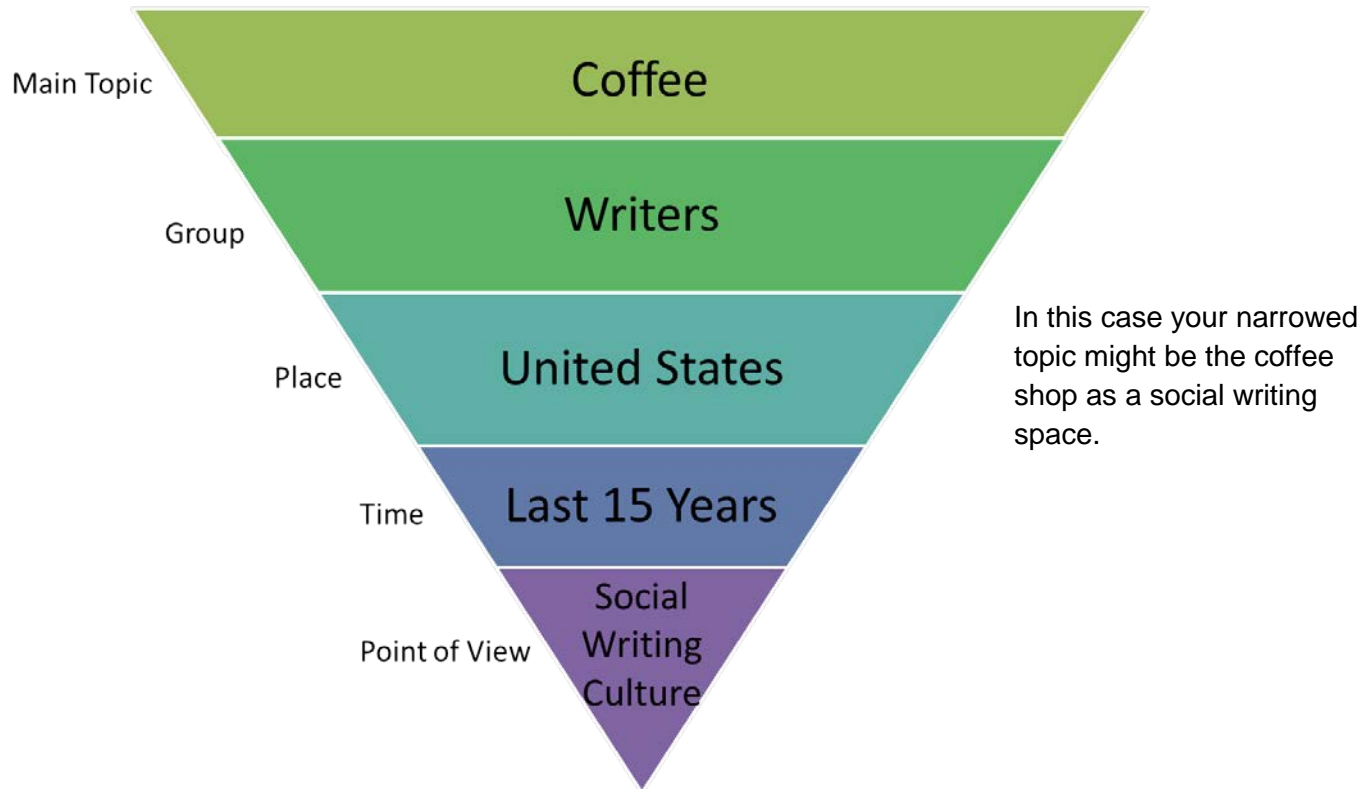 Main Topic
Coffee
Group
Writers
Place
United States
In this case your narrowed
topic might be the coffee
shop as a social writing
space.
Time
Last 15 Years
Point of View
Social
Writing
Culture